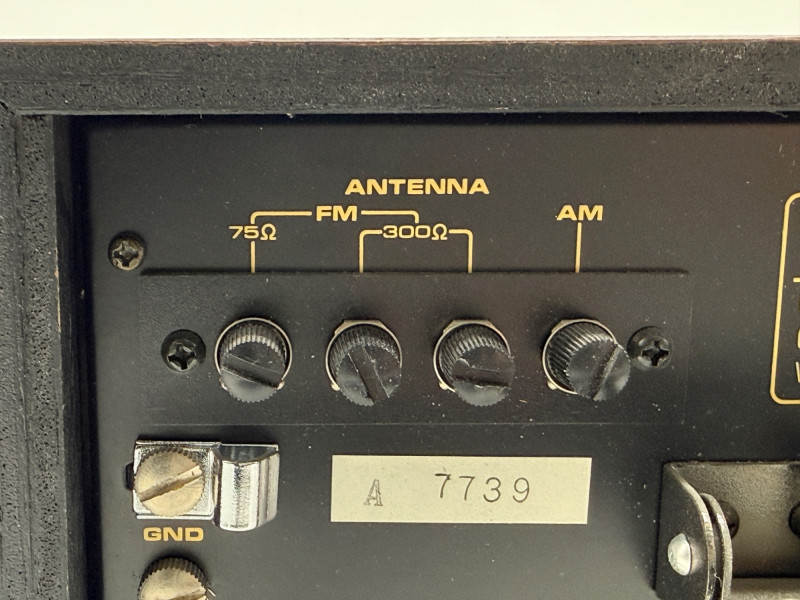 ANTENNA
FM
AM
75Ω
300Ω
A 7739
GND